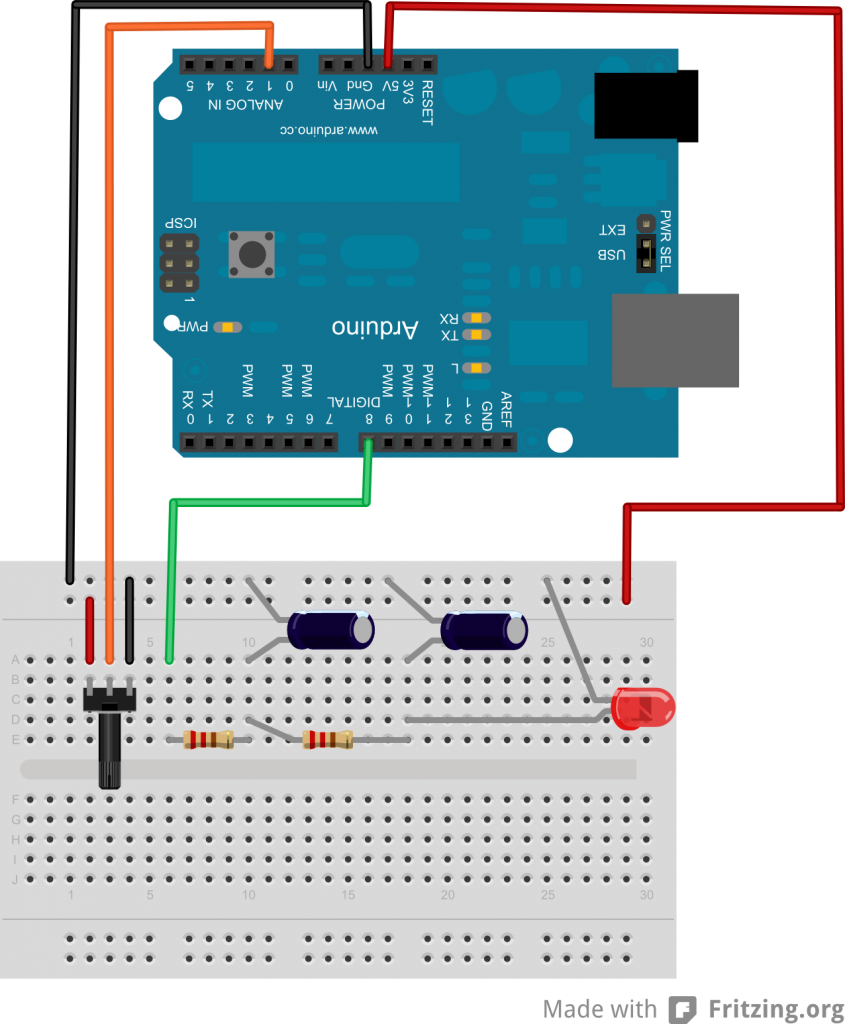 5 4 3 2 1 0 Vin Gnd 5V 3V3 RESET
ANALOG IN POWER
www.arduino.cc
ICSP
1
EXT
USB
PWR SEL
PWR
Arduino
RX
TX
L
PWM PWM PWM PWM PWM PWM
DIGITAL
RX TX
0 1 2 3 4 5 6 7 8 9 10 11 12 13 GND AREF
1 5 10 25 30
A
B
C
D
E
F
G
H
I
J
1 5 10 15 20 25 30
Made with Fritzing.org